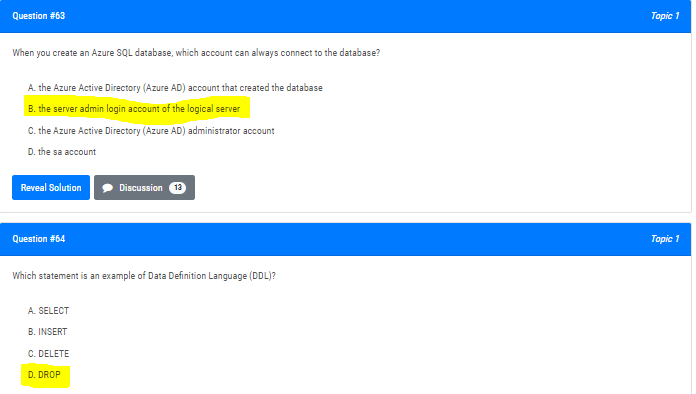 Question #63 Topic 1
When you create an Azure SQL database, which account can always connect to the database?
A. the Azure Active Directory (Azure AD) account that created the database
B. the server admin login account of the logical server
C. the Azure Active Directory (Azure AD) administrator account
D. the sa account
Reveal Solution Discussion 13
Question #64 Topic 1
Which statement is an example of Data Definition Language (DDL)?
A. SELECT
B. INSERT
C. DELETE
D. DROP